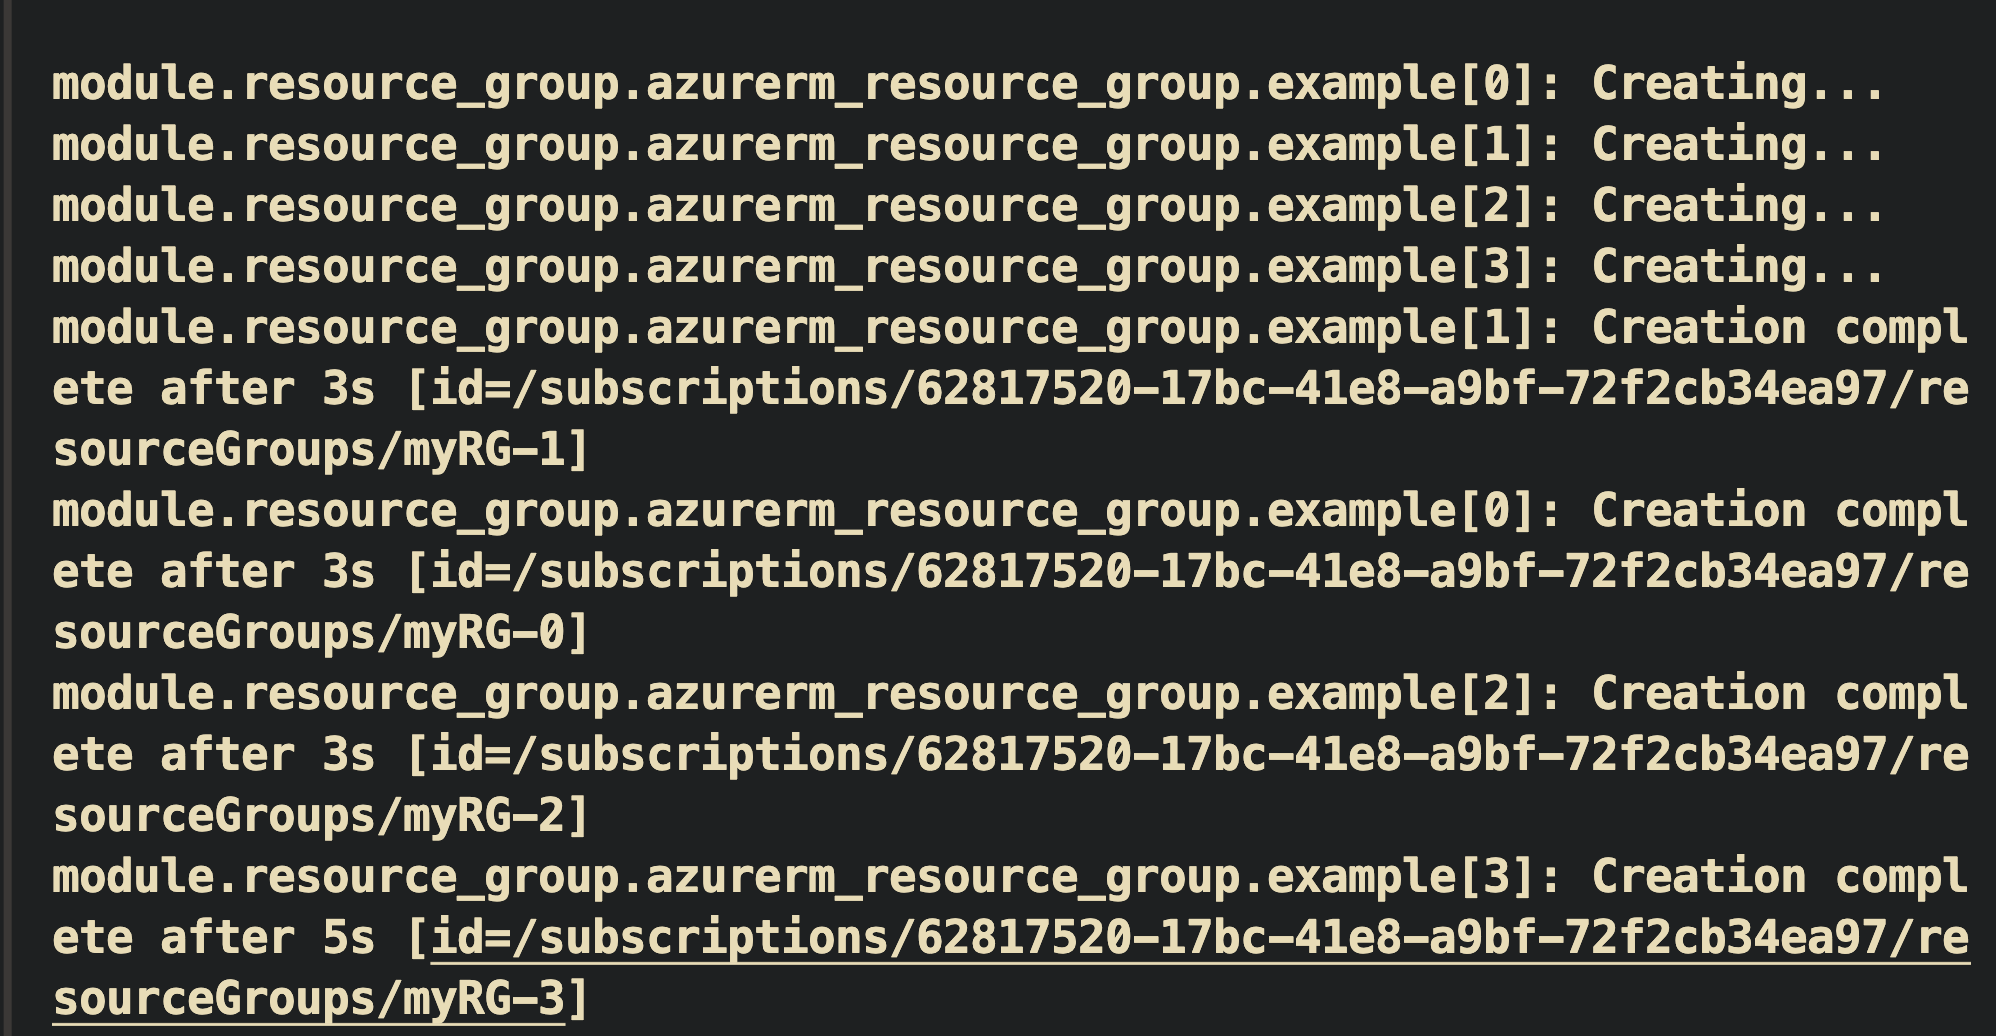 module.resource_group.azurerm_resource_group.example[0]: Creating...
module.resource_group.azurerm_resource_group.example[1]: Creating...
module.resource_group.azurerm_resource_group.example[2]: Creating...
module.resource_group.azurerm_resource_group.example[3]: Creating...
module.resource_group.azurerm_resource_group.example[1]: Creation compl
ete after 3s [id=/subscriptions/62817520-17bc-41e8-a9bf-72f2cb34ea97/re
sourceGroups/myRG-1]
module.resource_group.azurerm_resource_group.example[0]: Creation compl
ete after 3s [id=/subscriptions/62817520-17bc-41e8-a9bf-72f2cb34ea97/re
sourceGroups/myRG-0]
module.resource_group.azurerm_resource_group.example[2]: Creation compl
ete after 3s [id=/subscriptions/62817520-17bc-41e8-a9bf-72f2cb34ea97/re
sourceGroups/myRG-2]
module.resource_group.azurerm_resource_group.example[3]: Creation compl
ete after 5s [id=/subscriptions/62817520-17bc-41e8-a9bf-72f2cb34ea97/re
sourceGroups/myRG-3]